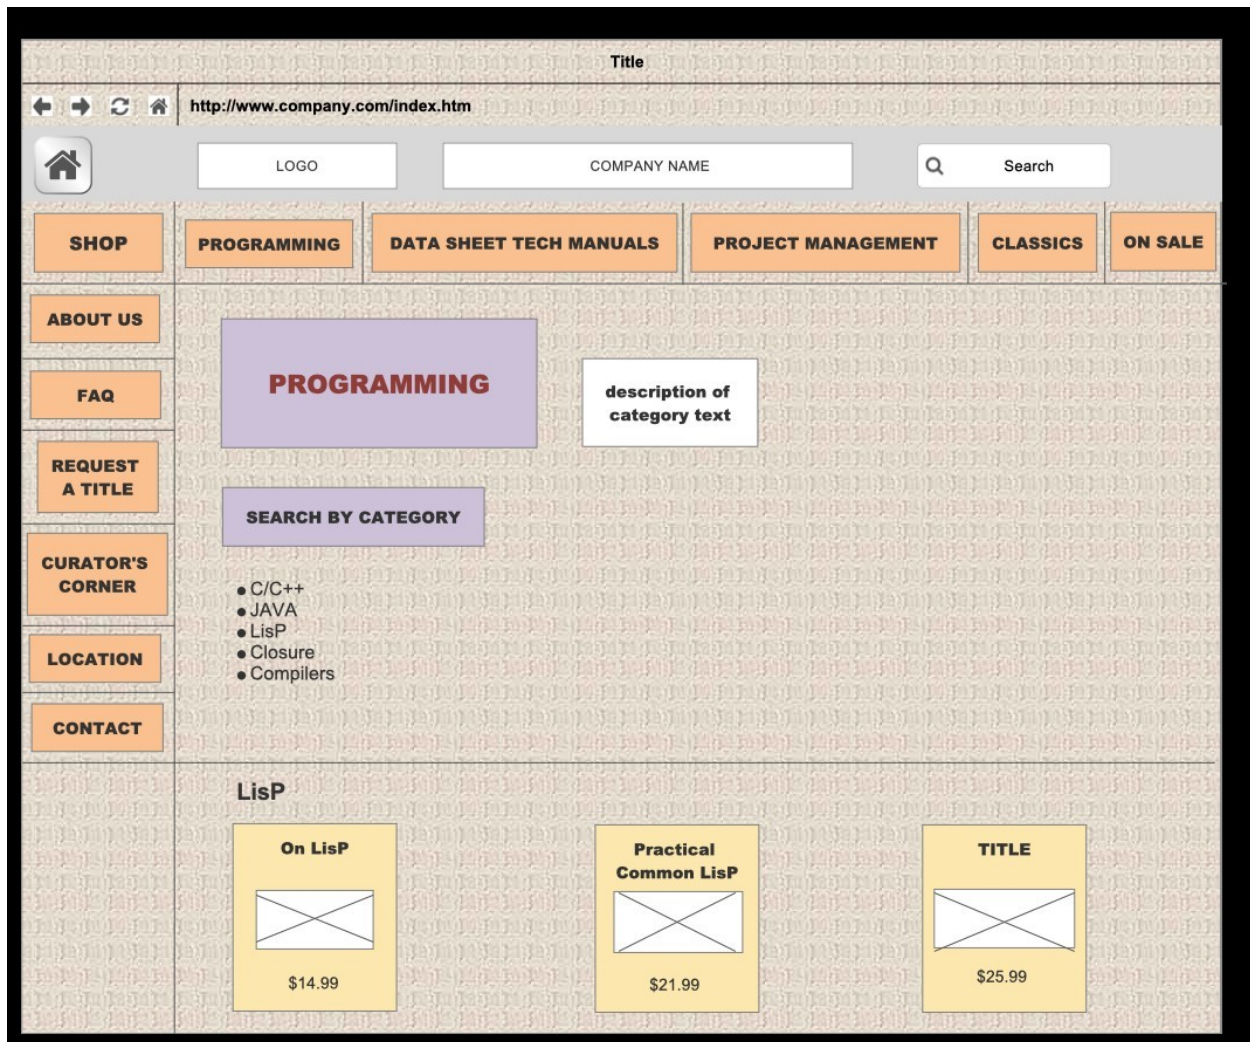 Title
http://www.company.com/index.htm
LOGO
COMPANY NAME
Search
SHOP
PROGRAMMING
DATA SHEET TECH MANUALS
PROJECT MANAGEMENT
CLASSICS
ON SALE
ABOUT US
FAQ
REQUEST
A TITLE
CURATOR'S
CORNER
LOCATION
CONTACT
PROGRAMMING
description of
category text
SEARCH BY CATEGORY
• C/C++
• JAVA
• LisP
• Closure
• Compilers
LisP
On LisP
$14.99
Practical
Common LisP
$21.99
TITLE
$25.99